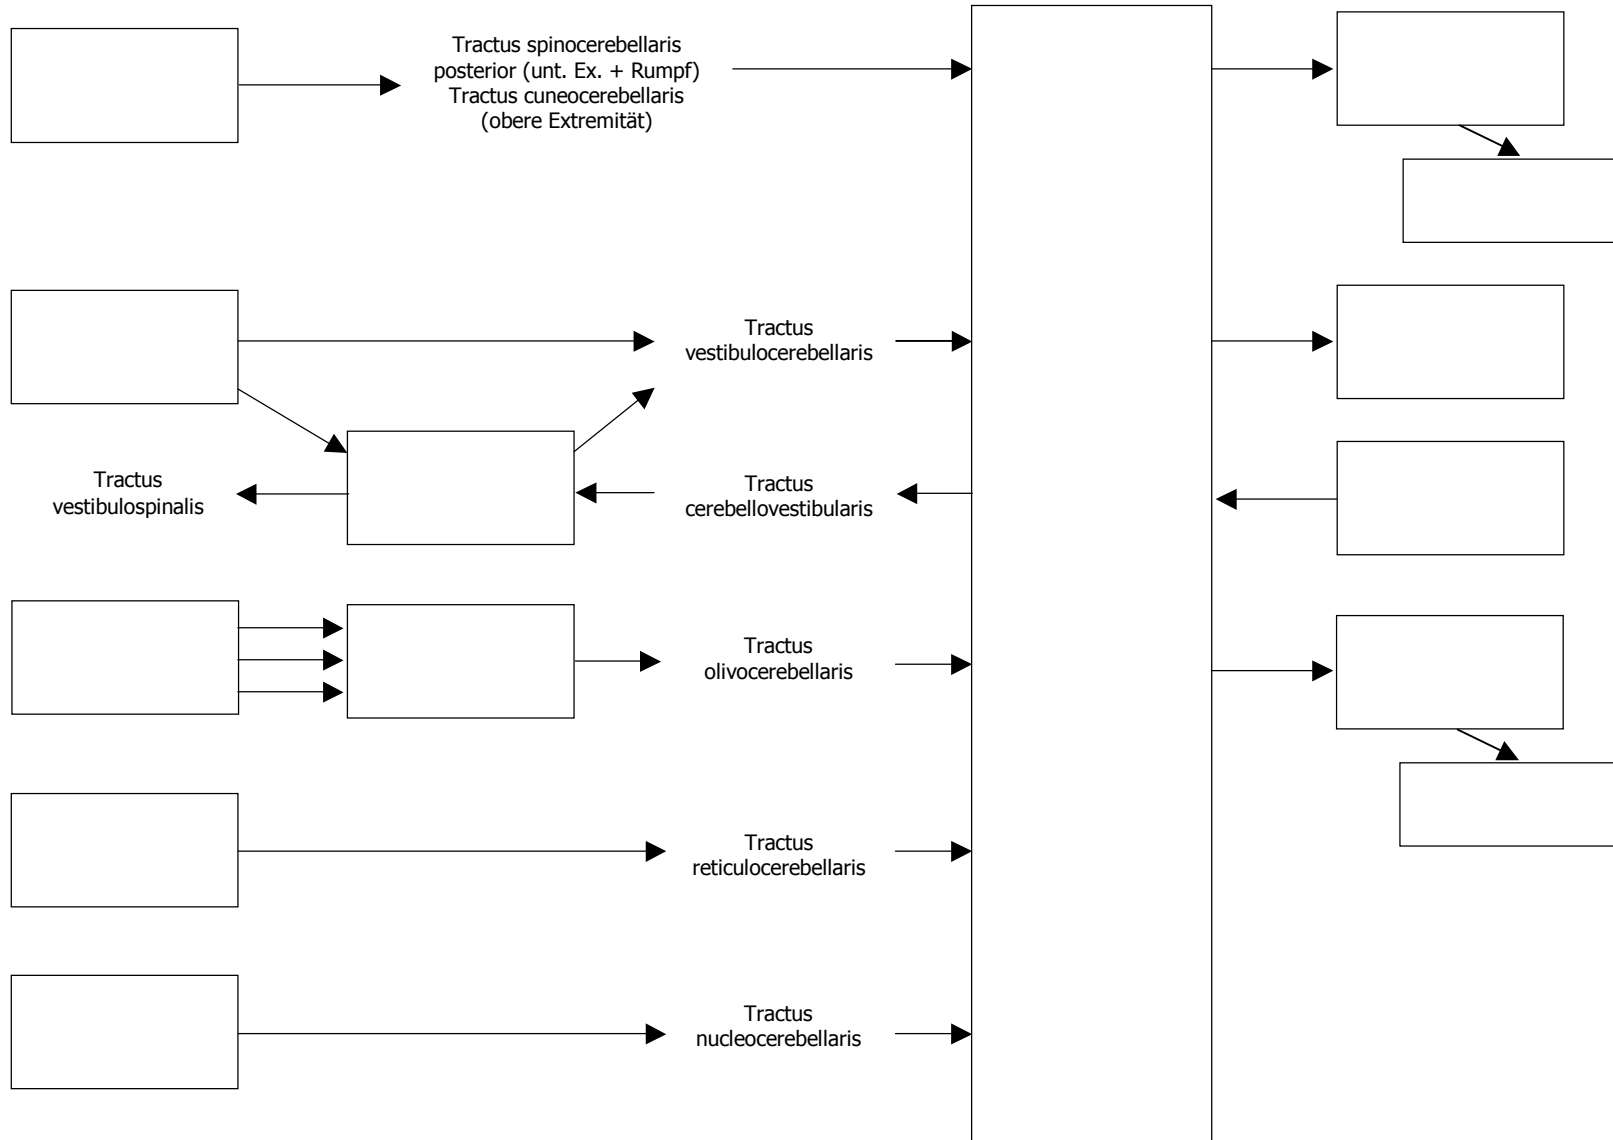 Tractus spinocerebellaris
posterior (unt. Ex. + Rumpf)
Tractus cuneocerebellaris
(obere Extremität)
Tractus
vestibulocerebellaris
Tractus
vestibulospinalis
Tractus
cerebellovestibularis
Tractus
olivocerebellaris
Tractus
reticulocerebellaris
Tractus
nucleocerebellaris